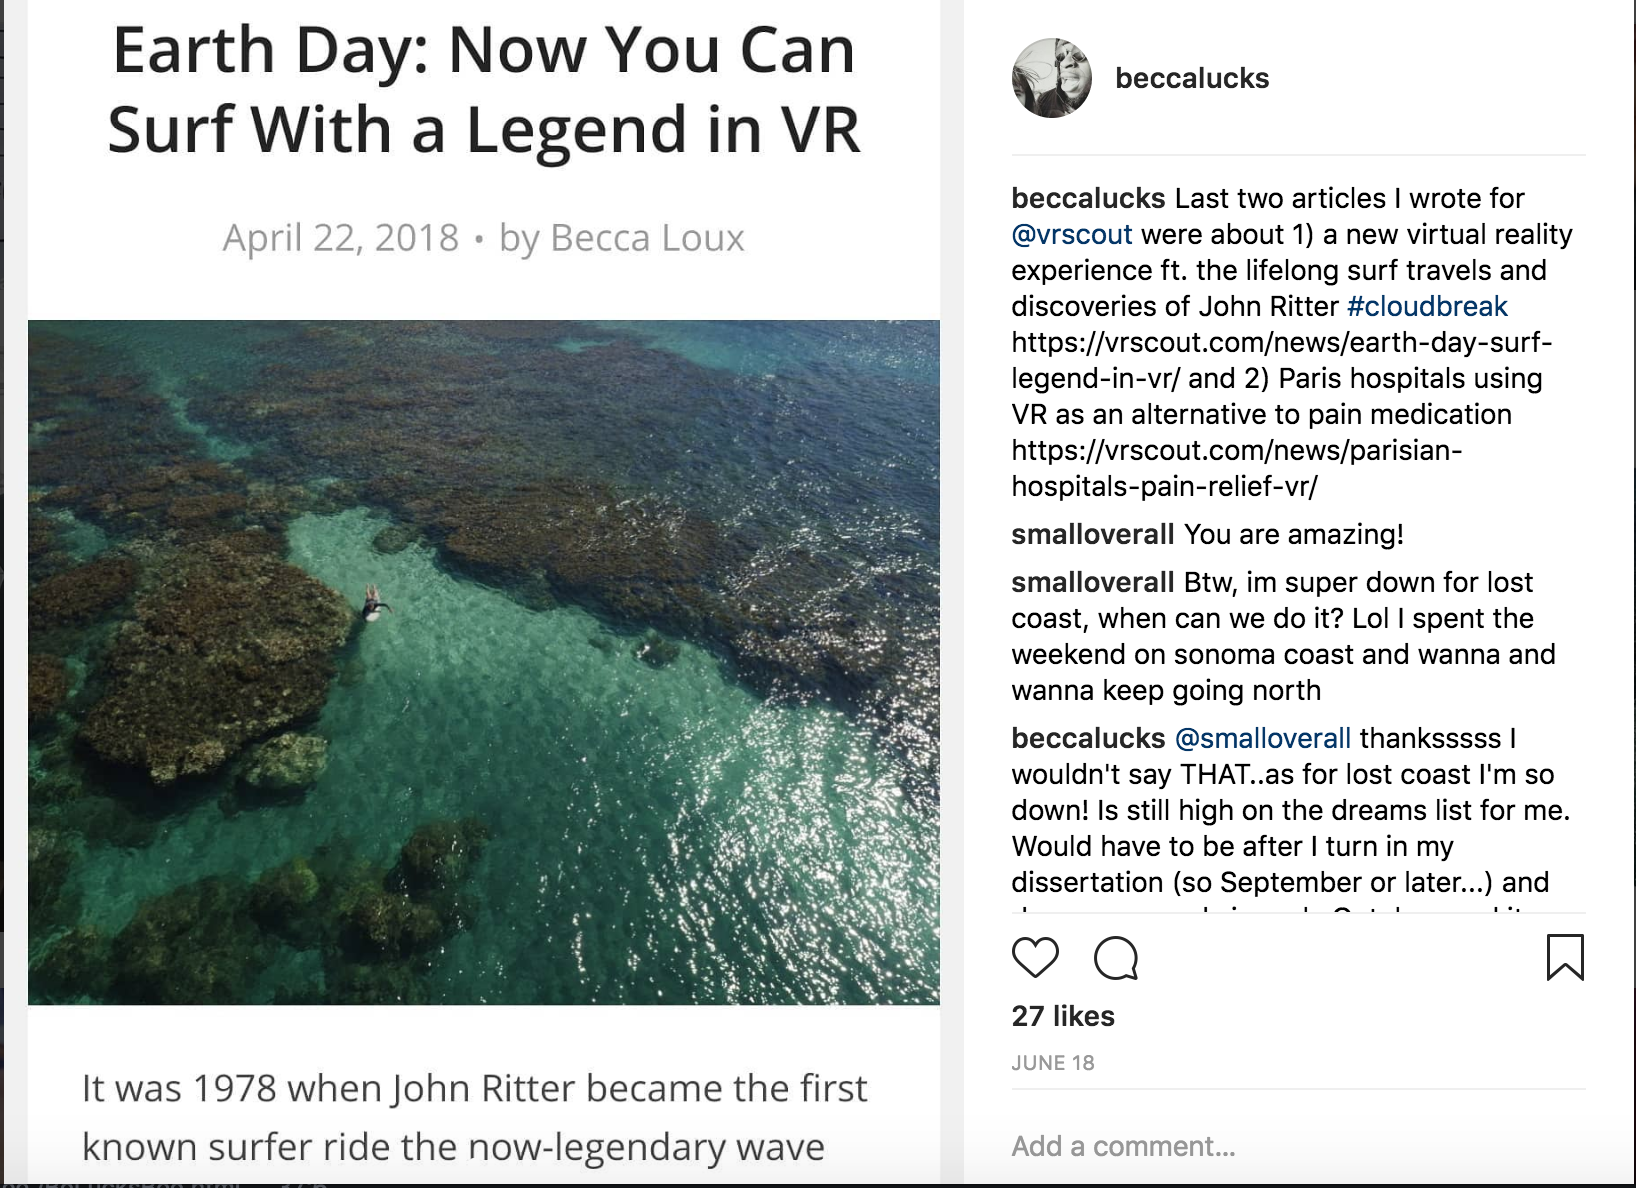 Earth Day: Now You Can
Surf With a Legend in VR
April 22, 2018 • by Becca Loux
It was 1978 when John Ritter became the first
known surfer ride the now-legendary wave
beccalucks
beccalucks Last two articles I wrote for
@vrscout were about 1) a new virtual reality
experience ft. the lifelong surf travels and
discoveries of John Ritter #cloudbreak
https://vrscout.com/news/earth-day-surf-
legend-in-vr/ and 2) Paris hospitals using
VR as an alternative to pain medication
https://vrscout.com/news/parisian-
hospitals-pain-relief-vr/
smalloverall You are amazing!
smalloverall Btw, im super down for lost
coast, when can we do it? Lol I spent the
weekend on sonoma coast and wanna and
wanna keep going north
beccalucks @smalloverall thanksssss I
wouldn't say THAT..as for lost coast I'm so
down! Is still high on the dreams list for me.
Would have to be after I turn in my
dissertation (so September or later...) and
27 likes
JUNE 18
Add a comment...